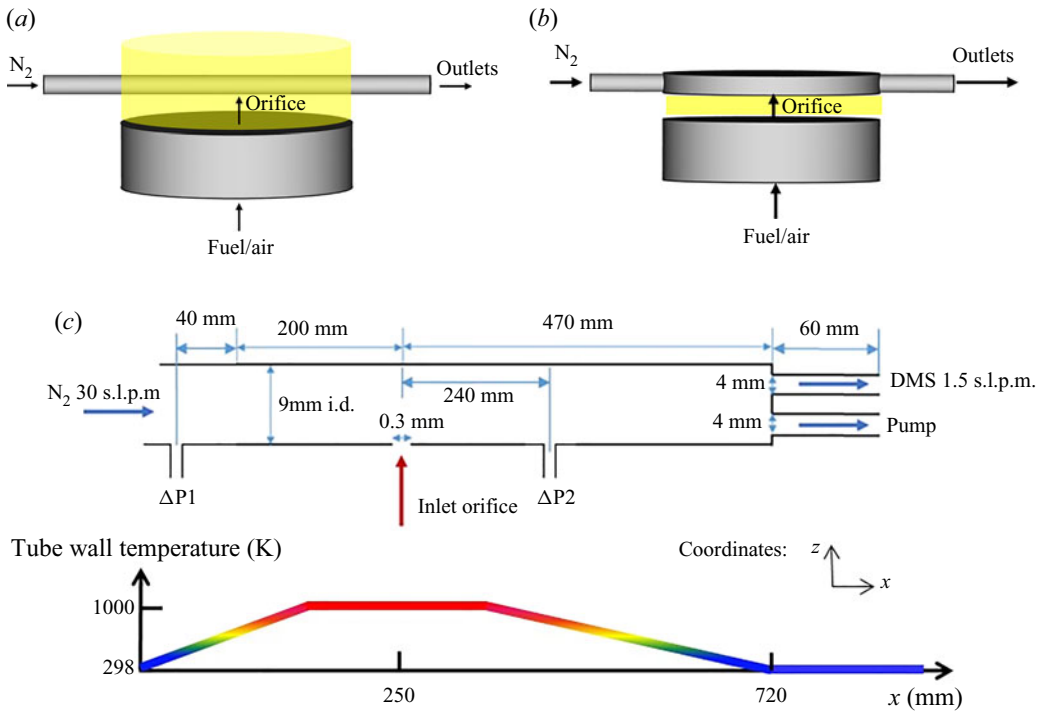 (a)
N2
Outlets
Orifice
Fuel/air
(b)
N2
Outlets
Orifice
Fuel/air
(c)
40 mm
200 mm
470 mm
60 mm
N2 30 s.l.p.m
9mm i.d.
240 mm
0.3 mm
4 mm
DMS 1.5 s.l.p.m.
4 mm
Pump
ΔP1
Inlet orifice
ΔP2
Tube wall temperature (K)
Coordinates:
z
x
1000
298
250
720
x (mm)